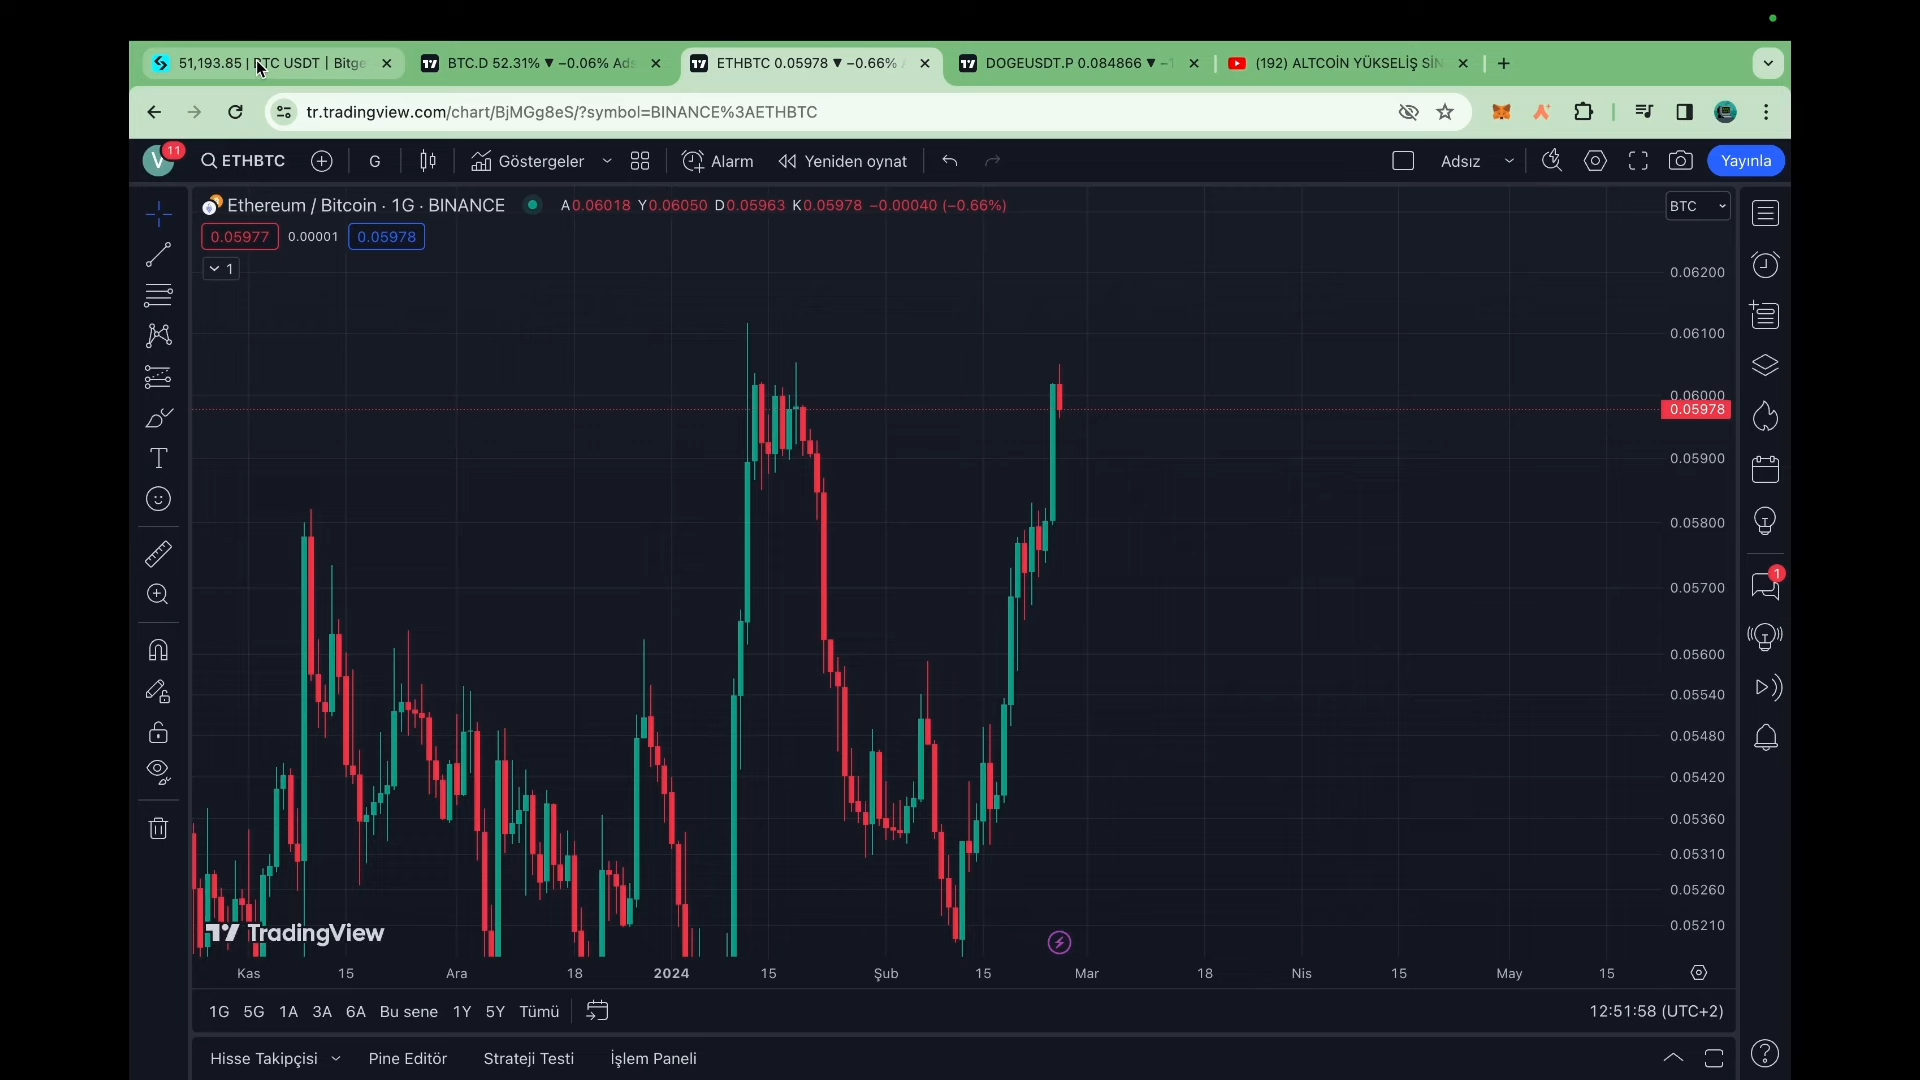 51,193.85 | BTC USDT | Bitge
BTC.D 52.31% ▼ −0.06% Ads
ETHBTC 0.05978 ▼ −0.66% /
DOGEUSDT.P 0.084866 ▼ −1
(192) ALTCOİN YÜKSELİŞ SİN
tr.tradingview.com/chart/BjMGg8eS/?symbol=BINANCE%3AETHBTC
V 11
ETHBTC
G
Göstergeler
Alarm
Yeniden oynat
Adsız
Yayınla
Ethereum / Bitcoin · 1G · BINANCE
A0.06018 Y0.06050 D0.05963 K0.05978 −0.00040 (−0.66%)
BTC
0.05977 0.00001 0.05978
1
0.06200
0.06100
0.06000
0.05978
0.05900
0.05800
0.05700
0.05600
0.05540
0.05480
0.05420
0.05360
0.05310
0.05260
0.05210
1
TradingView
Kas 15 Ara 18 2024 15 Şub 15 Mar 18 Nis 15 May 15
1G 5G 1A 3A 6A Bu sene 1Y 5Y Tümü
12:51:58 (UTC+2)
Hisse Takipçisi Pine Editör Strateji Testi İşlem Paneli